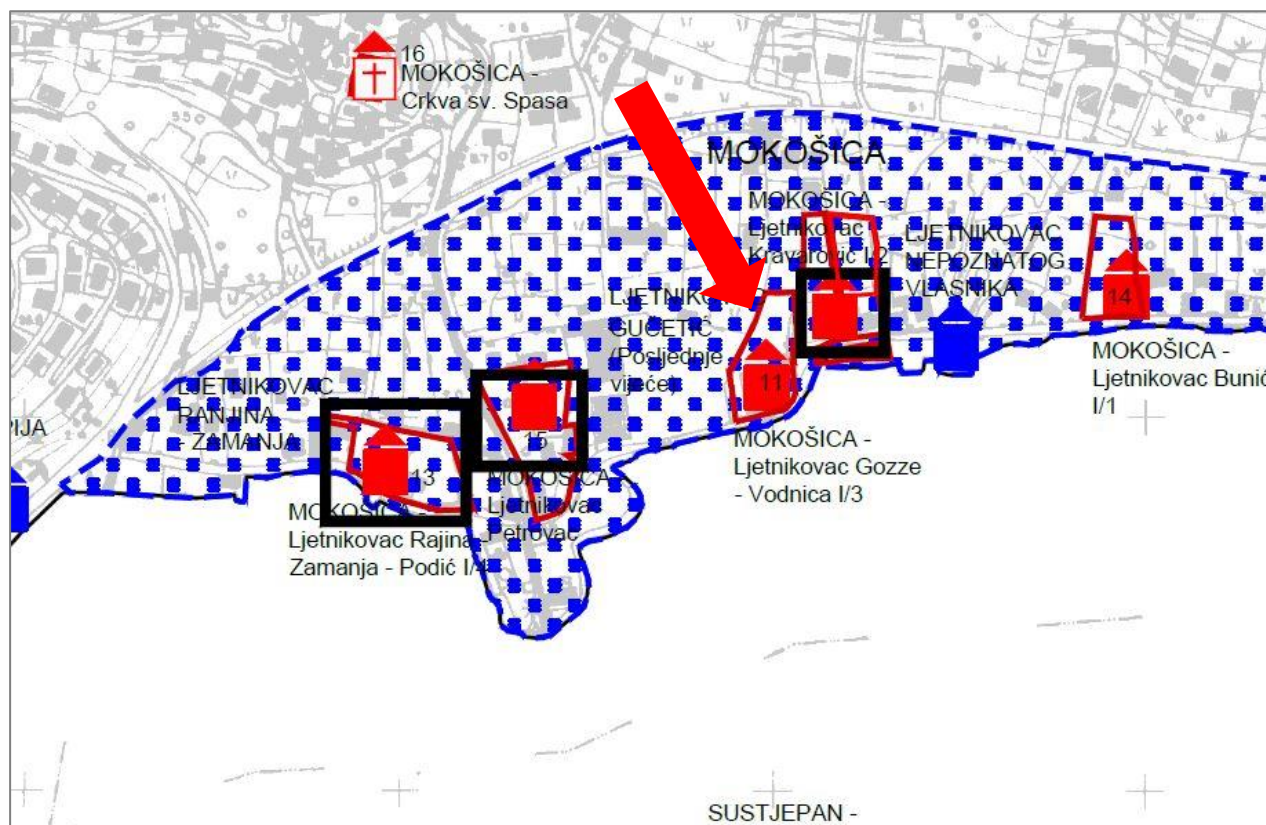 16
MOKOŠICA -
Crkva sv. Spasa
MOKOŠICA
MOKOŠICA -
Ljetnikovac
Kravarović I/2
LJETNIKOVAC
NEPOZNATOG
VLASNIKA
14
MOKOŠICA -
Ljetnikovac Bunić
I/1
GUČETIĆ
(Posljednje
vijeće)
11
MOKOŠICA -
Ljetnikovac Gozze
- Vodnica I/3
LJETNIKOVAC
RANJINA
- ZAMANJA
PIJA
13
MOKOŠICA -
Ljetnikovac Rajina -
Zamanja - Podić I/4
15
MOKOŠICA -
Ljetnikovac
Petrovac
SUSTJEPAN -